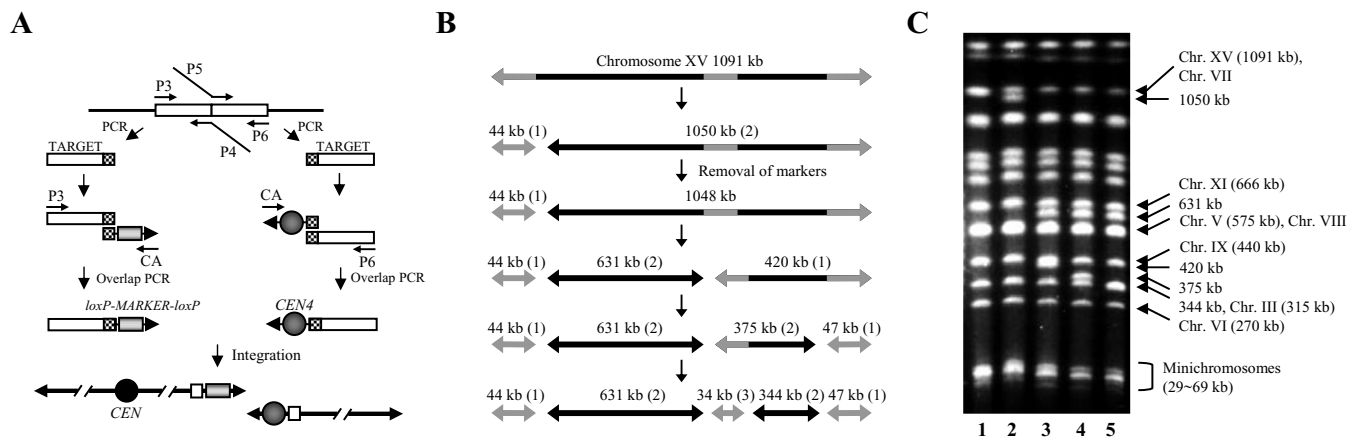 A
P5
P3
PCR
P6
PCR
P4
TARGET
TARGET
P3
CA
CA
P6
Overlap PCR
Overlap PCR
loxP-MARKER-loxP
CEN4
Integration
CEN
B
Chromosome XV 1091 kb
44 kb (1)
1050 kb (2)
Removal of markers
44 kb (1)
1048 kb
44 kb (1)
631 kb (2)
420 kb (1)
44 kb (1)
631 kb (2)
375 kb (2)
47 kb (1)
44 kb (1)
631 kb (2)
34 kb (3)
344 kb (2)
47 kb (1)
C
Chr. XV (1091 kb),
Chr. VII
1050 kb
Chr. XI (666 kb)
631 kb
Chr. V (575 kb), Chr. VIII
Chr. IX (440 kb)
420 kb
375 kb
344 kb, Chr. III (315 kb)
Chr. VI (270 kb)
Minichromosomes
(29~69 kb)
1 2 3 4 5